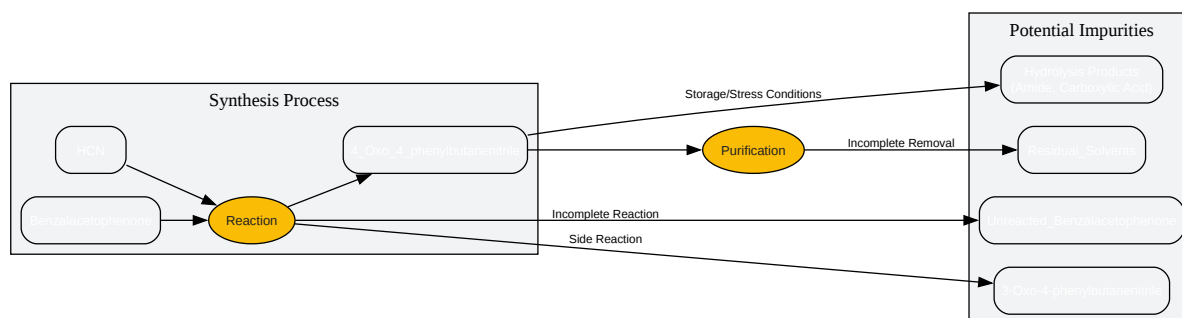 Potential Impurities
Hydrolysis Products
(Amide, Carboxylic Acid)
Synthesis Process
Storage/Stress Conditions
HCN
4_Oxo_4_phenylbutanenitrile
Purification
Incomplete Removal
Residual_Solvents
Benzalacetophenone
Reaction
Incomplete Reaction
Unreacted_Benzalacetophenone
Side Reaction
3-Oxo-4-phenylbutanenitrile